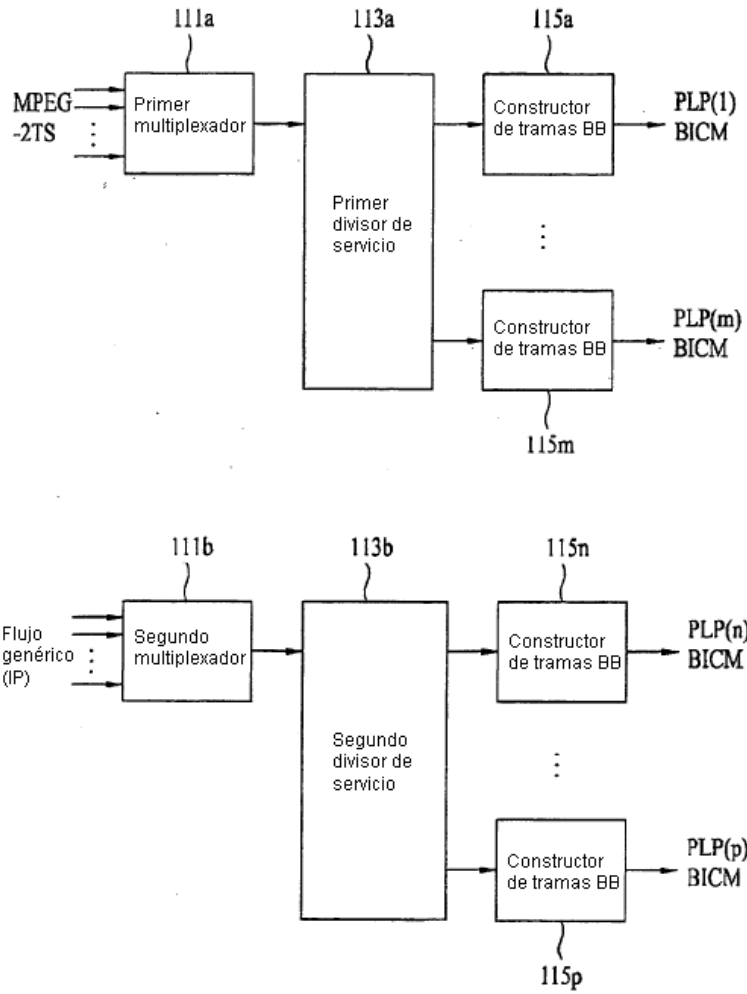 111a
113a
115a
MPEG
-2TS
Primer
multiplexador
Primer
divisor de
servicio
Constructor
de tramas BB
PLP(1)
BICM
Constructor
de tramas BB
PLP(m)
BICM
115m
111b
113b
115n
Flujo
genérico
(IP)
Segundo
multiplexador
Segundo
divisor de
servicio
Constructor
de tramas BB
PLP(n)
BICM
Constructor
de tramas BB
PLP(p)
BICM
115p